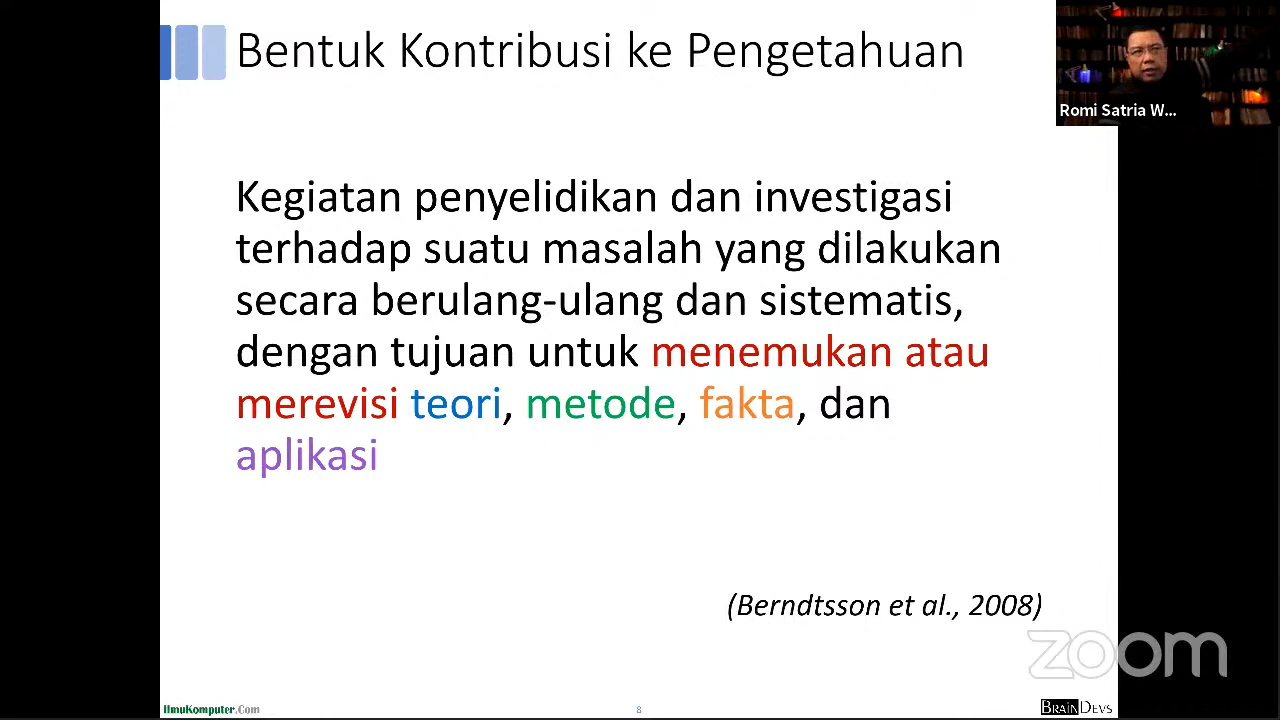 Bentuk Kontribusi ke Pengetahuan
Romi Satria W...
Kegiatan penyelidikan dan investigasi
terhadap suatu masalah yang dilakukan
secara berulang-ulang dan sistematis,
dengan tujuan untuk menemukan atau
merevisi teori, metode, fakta, dan
aplikasi
(Berndtsson et al., 2008)
zoom
IlmuKomputer.Com
8
BRAINDEVS